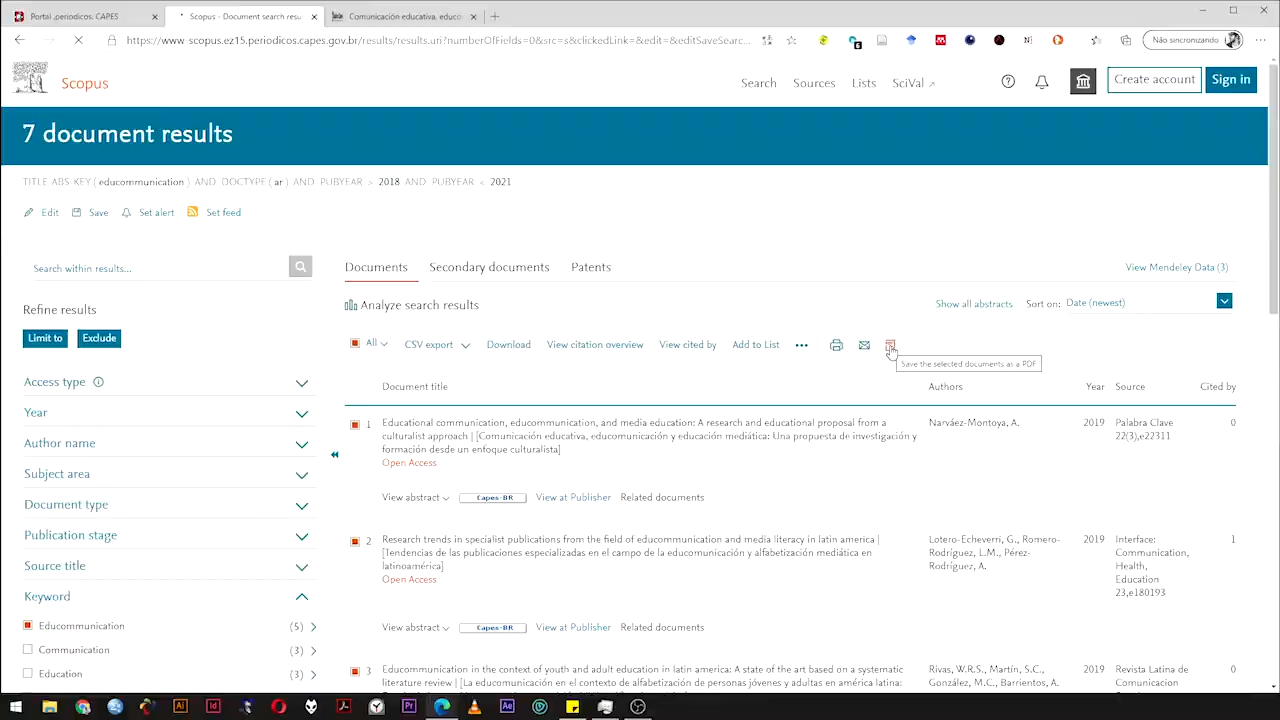 Portal .periodicos. CAPES
Scopus - Document search resu
Comunicación educativa, educo
https://www-scopus.ez15.periodicos.capes.gov.br/results/results.uri?numberOfFields=0&src=s&clickedLink=&edit=&editSaveSearc...
6
Não sincronizando
Scopus
Search
Sources
Lists
SciVal
Create account
Sign in
7 document results
TITLE-ABS-KEY ( educommunication ) AND DOCTYPE ( ar ) AND PUBYEAR > 2018 AND PUBYEAR < 2021
Edit
Save
Set alert
Set feed
Search within results...
Documents
Secondary documents
Patents
View Mendeley Data (3)
Refine results
Limit to
Exclude
Analyze search results
Show all abstracts
Sort on:
Date (newest)
All
CSV export
Download
View citation overview
View cited by
Add to List
Save the selected documents as a PDF
Access type
Year
Author name
Subject area
Document type
Publication stage
Source title
Keyword
Educommunication (5)
Communication (3)
Education (3)
Document title
Authors
Year
Source
Cited by
1
Educational communication, educommunication, and media education: A research and educational proposal from a
culturalist approach | [Comunicación educativa, educomunicación y educación mediática: Una propuesta de investigación y
formación desde un enfoque culturalista]
Open Access
Narváez-Montoya, A.
2019
Palabra Clave
22(3),e22311
0
View abstract
Capes-BR
View at Publisher
Related documents
2
Research trends in specialist publications from the field of educommunication and media literacy in latin america |
[Tendencias de las publicaciones especializadas en el campo de la educomunicación y alfabetización mediática en
latinoamérica]
Open Access
Lotero-Echeverri, G., Romero-
Rodríguez, L.M., Pérez-
Rodríguez, A.
2019
Interface:
Communication,
Health,
Education
23,e180193
1
View abstract
Capes-BR
View at Publisher
Related documents
3
Educommunication in the context of youth and adult education in latin america: A state of the art based on a systematic
literature review | [La educomunicación en el contexto de alfabetización de personas jóvenes y adultas en américa latina:
Rivas, W.R.S., Martín, S.C.,
González, M.C., Barrientos, A.
2019
Revista Latina de
Comunicacion
0